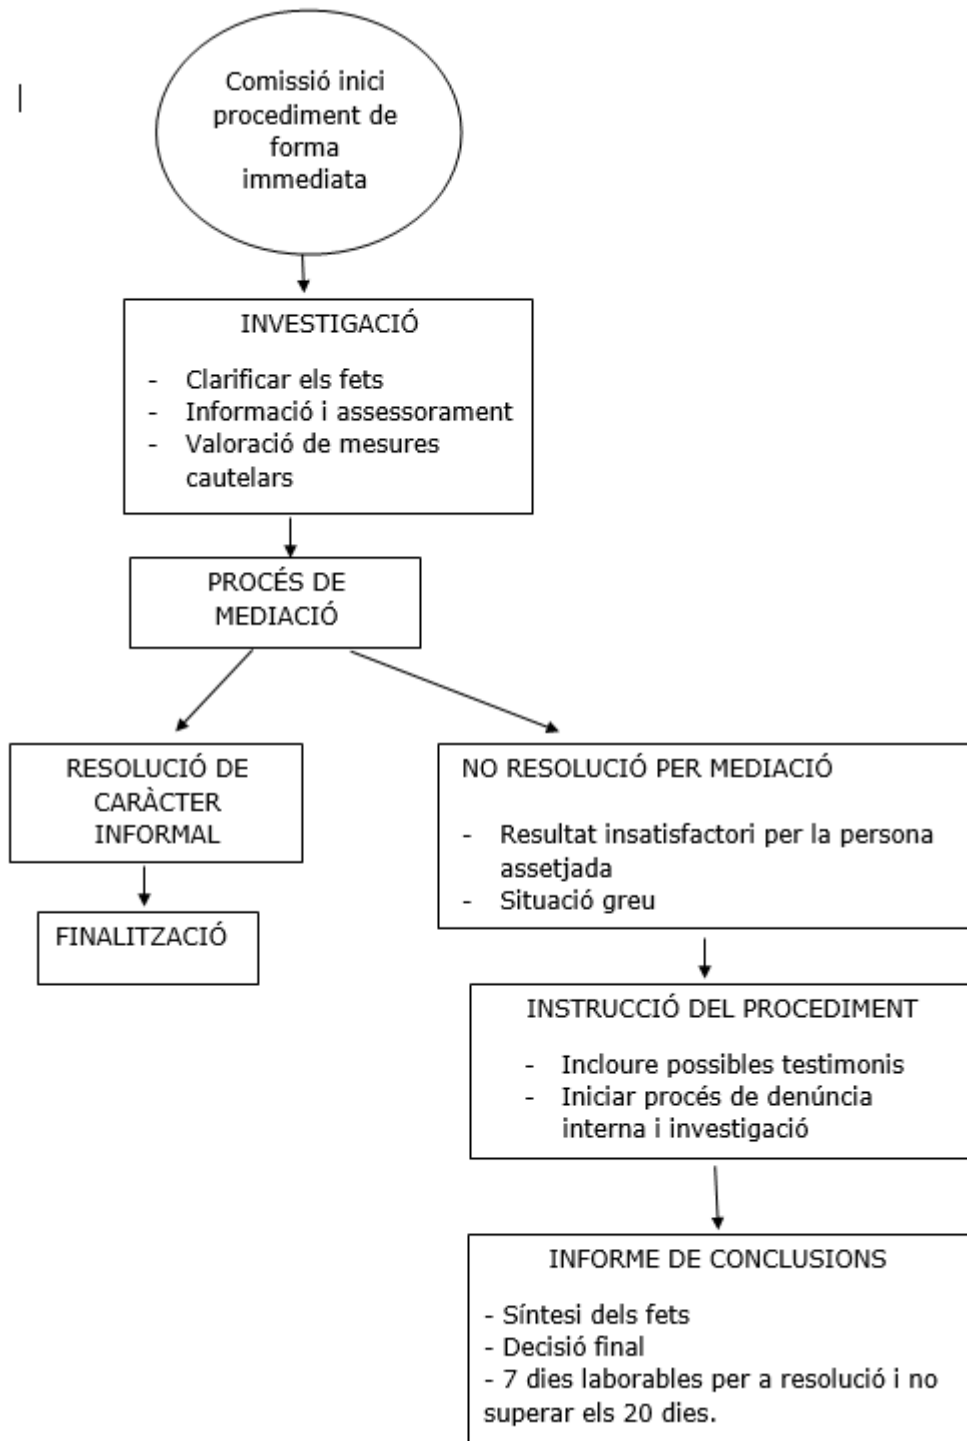 Comissió inici
procediment de
forma
immediata
INVESTIGACIÓ
- Clarificar els fets
- Informació i assessorament
- Valoració de mesures
cautelars
PROCÉS DE
MEDIACIÓ
RESOLUCIÓ DE
CARÀCTER
INFORMAL
FINALITZACIÓ
NO RESOLUCIÓ PER MEDIACIÓ
- Resultat insatisfactori per la persona
assetjada
- Situació greu
INSTRUCCIÓ DEL PROCEDIMENT
- Incloure possibles testimonis
- Iniciar procés de denúncia
interna i investigació
INFORME DE CONCLUSIONS
- Síntesi dels fets
- Decisió final
- 7 dies laborables per a resolució i no
superar els 20 dies.